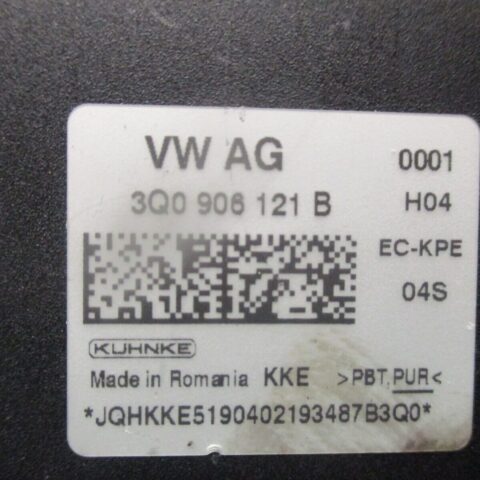 VW AG 0001
3Q0 906 121 B H04
EC-KPE
04S
KUHNKE
Made in Romania KKE >PBT,PUR<
*JQHKKE5190402193487B3Q0*